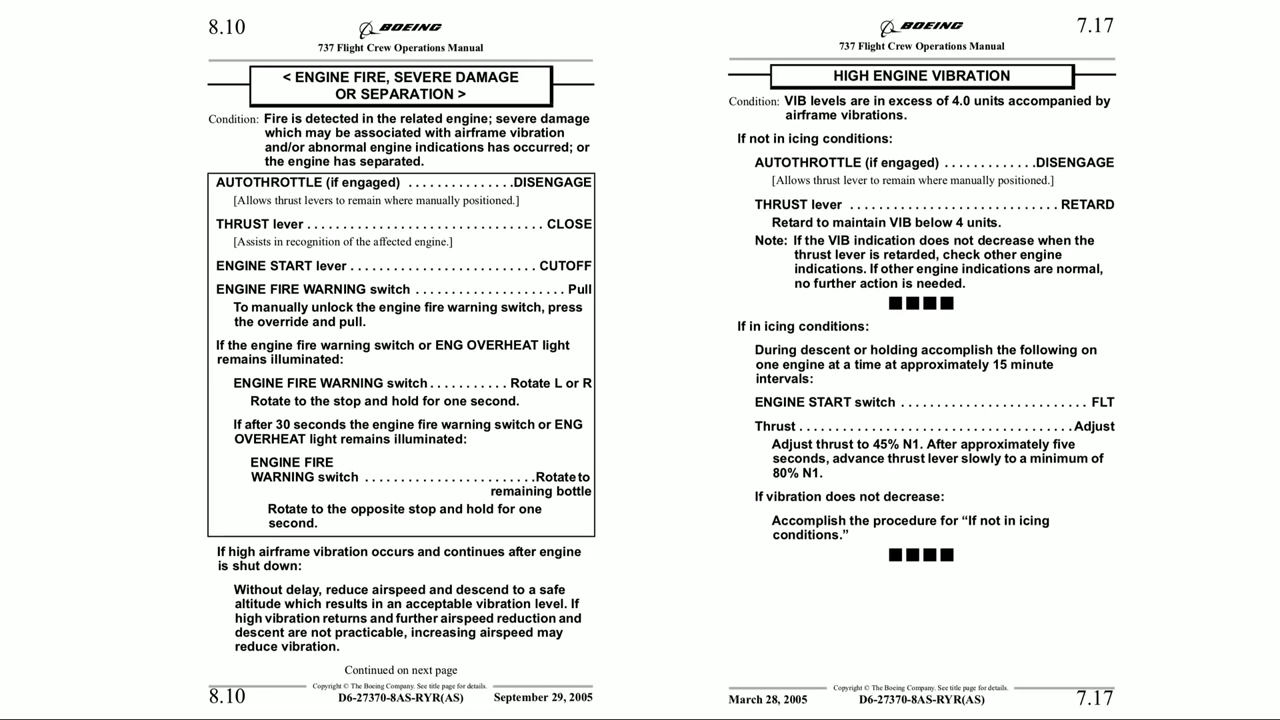 8.10
BOEING
737 Flight Crew Operations Manual
< ENGINE FIRE, SEVERE DAMAGE
OR SEPARATION >
Condition: Fire is detected in the related engine; severe damage
which may be associated with airframe vibration
and/or abnormal engine indications has occurred; or
the engine has separated.
AUTOTHROTTLE (if engaged) . . . . . . . . . . . . . . .DISENGAGE
[Allows thrust levers to remain where manually positioned.]
THRUST lever . . . . . . . . . . . . . . . . . . . . . . . . . . . . . . . . . CLOSE
[Assists in recognition of the affected engine.]
ENGINE START lever . . . . . . . . . . . . . . . . . . . . . . . . . . CUTOFF
ENGINE FIRE WARNING switch . . . . . . . . . . . . . . . . . . . . . Pull
To manually unlock the engine fire warning switch, press
the override and pull.
If the engine fire warning switch or ENG OVERHEAT light
remains illuminated:
ENGINE FIRE WARNING switch . . . . . . . . . . . Rotate L or R
Rotate to the stop and hold for one second.
If after 30 seconds the engine fire warning switch or ENG
OVERHEAT light remains illuminated:
ENGINE FIRE
WARNING switch . . . . . . . . . . . . . . . . . . . . . . . .Rotate to
remaining bottle
Rotate to the opposite stop and hold for one
second.
If high airframe vibration occurs and continues after engine
is shut down:
Without delay, reduce airspeed and descend to a safe
altitude which results in an acceptable vibration level. If
high vibration returns and further airspeed reduction and
descent are not practicable, increasing airspeed may
reduce vibration.
Continued on next page
Copyright © The Boeing Company. See title page for details.
8.10 D6-27370-8AS-RYR(AS) September 29, 2005
7.17
BOEING
737 Flight Crew Operations Manual
HIGH ENGINE VIBRATION
Condition: VIB levels are in excess of 4.0 units accompanied by
airframe vibrations.
If not in icing conditions:
AUTOTHROTTLE (if engaged) . . . . . . . . . . . . .DISENGAGE
[Allows thrust lever to remain where manually positioned.]
THRUST lever . . . . . . . . . . . . . . . . . . . . . . . . . . . . . RETARD
Retard to maintain VIB below 4 units.
Note: If the VIB indication does not decrease when the
thrust lever is retarded, check other engine
indications. If other engine indications are normal,
no further action is needed.
If in icing conditions:
During descent or holding accomplish the following on
one engine at a time at approximately 15 minute
intervals:
ENGINE START switch . . . . . . . . . . . . . . . . . . . . . . . . . . FLT
Thrust . . . . . . . . . . . . . . . . . . . . . . . . . . . . . . . . . . . . . .Adjust
Adjust thrust to 45% N1. After approximately five
seconds, advance thrust lever slowly to a minimum of
80% N1.
If vibration does not decrease:
Accomplish the procedure for “If not in icing
conditions.”
Copyright © The Boeing Company. See title page for details.
March 28, 2005 D6-27370-8AS-RYR(AS) 7.17